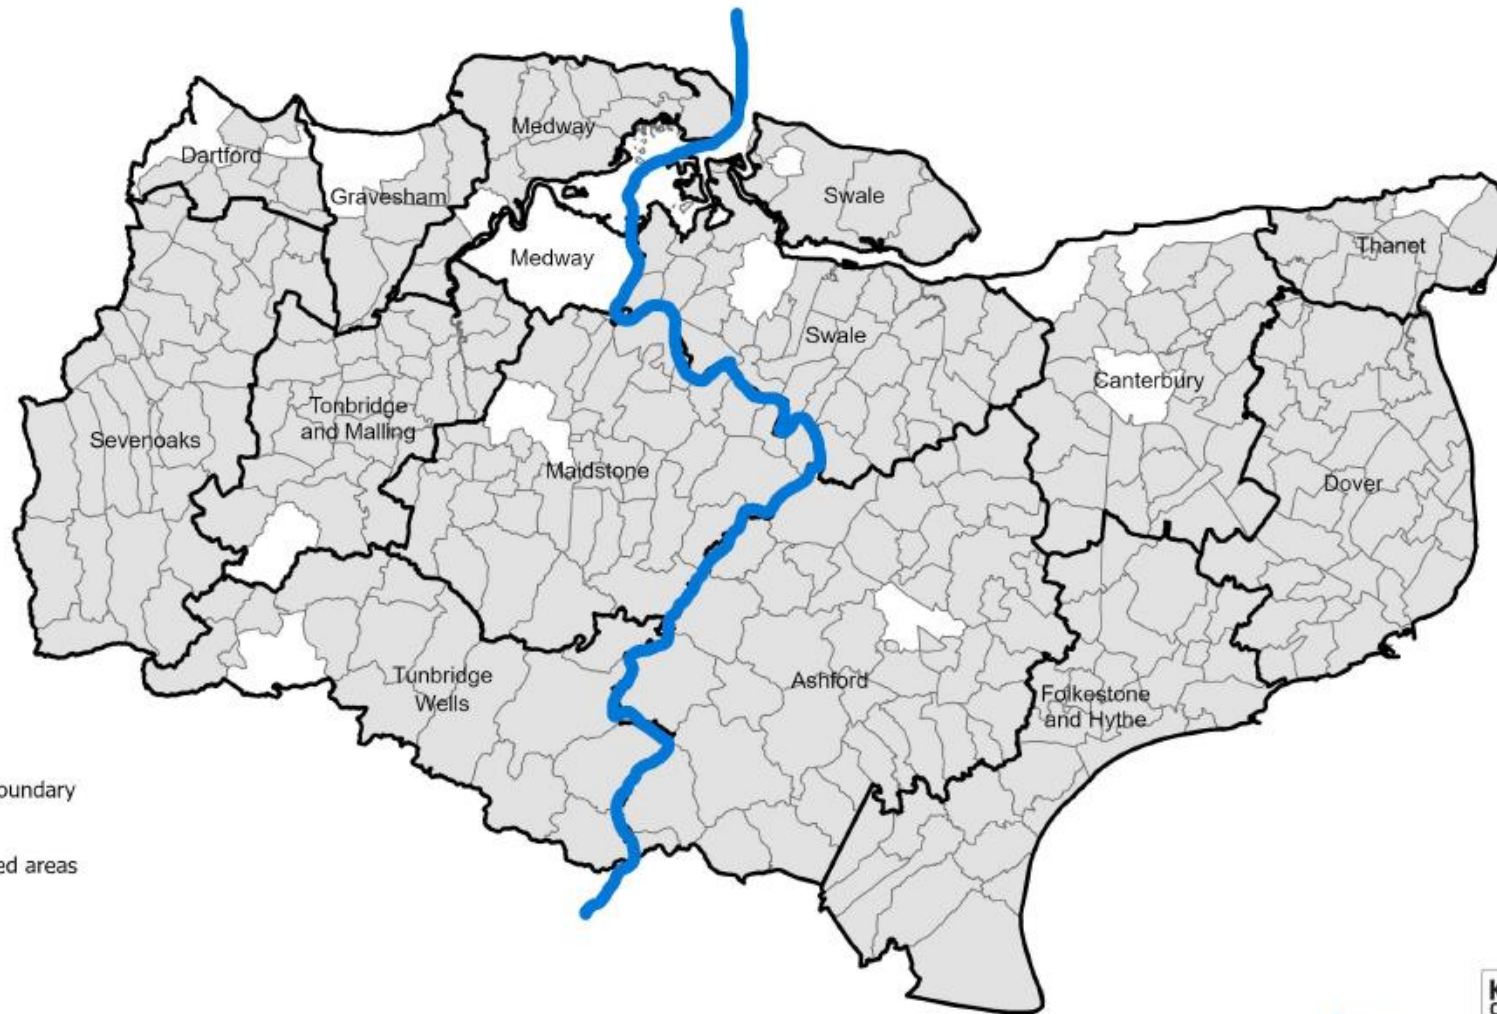 Medway
Dartford
Gravesham
Swale
Medway
Thanet
Swale
Canterbury
Tonbridge
and Malling
Sevenoaks
Maidstone
Dover
Tunbridge
Wells
Ashford
Folkestone
and Hythe
oundary
ed areas